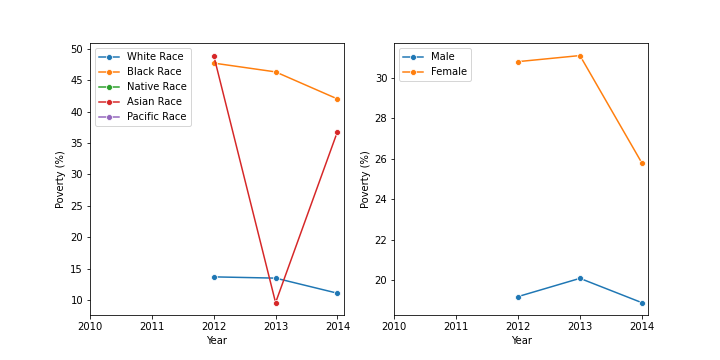 White Race
Black Race
Native Race
Asian Race
Pacific Race
Poverty (%)
50
45
40
35
30
25
20
15
10
2010 2011 2012 2013 2014
Year
Male
Female
Poverty (%)
30
28
26
24
22
20
2010 2011 2012 2013 2014
Year